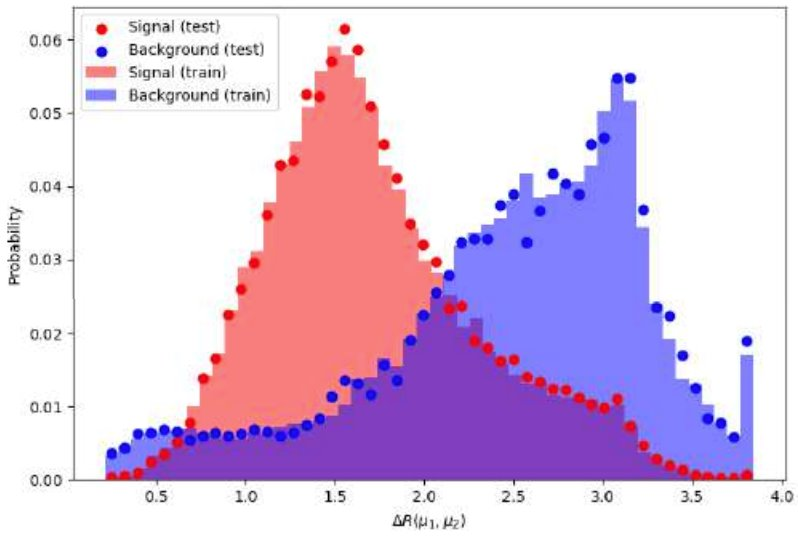 Signal (test)
Background (test)
Signal (train)
Background (train)
Probability
0.06
0.05
0.04
0.03
0.02
0.01
0.00
0.5
1.0
1.5
2.0
2.5
3.0
3.5
4.0
ΔR(μ₁, μ₂)